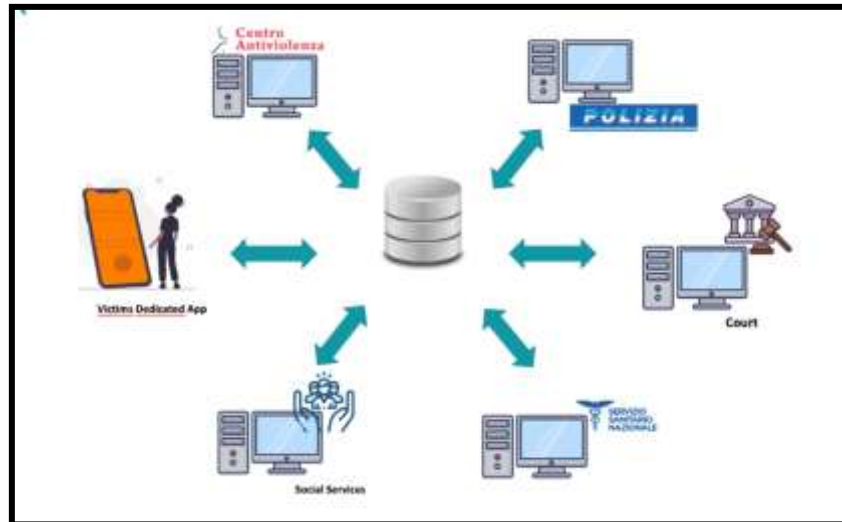 Centro
Antiviolenza
POLIZIA
Victims Dedicated App
Court
SERVIZIO
SANITARIO
NAZIONALE
Social Services